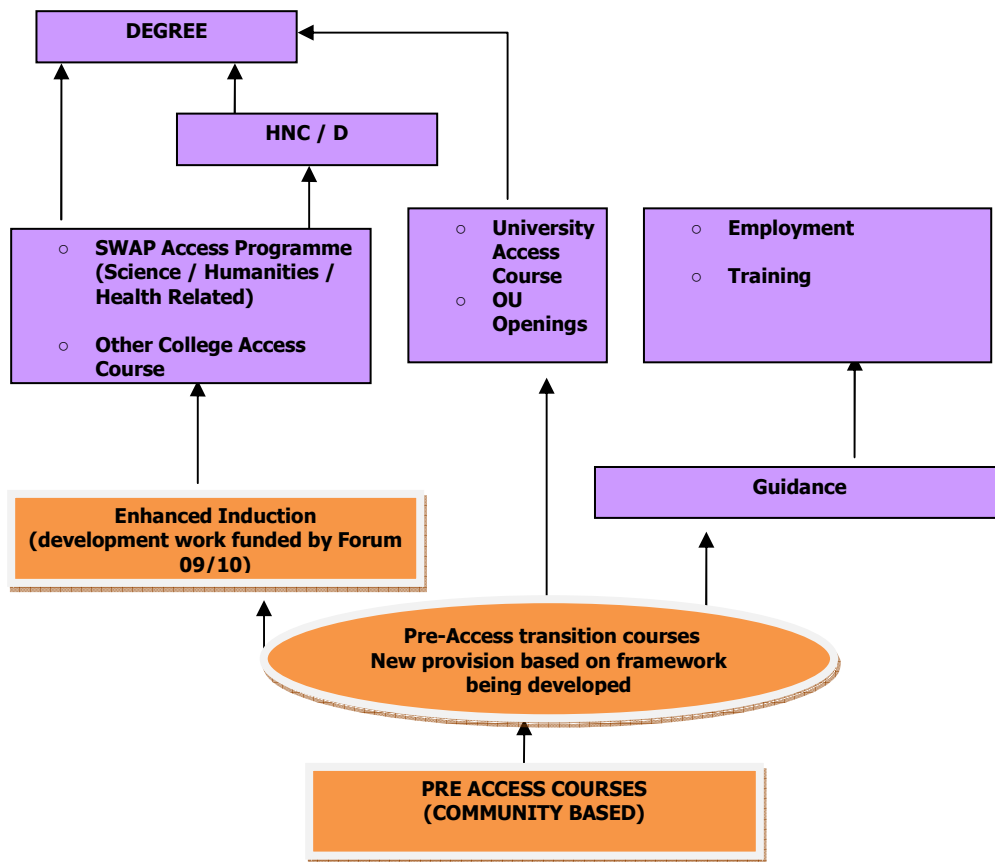 DEGREE
HNC / D
○ SWAP Access Programme
(Science / Humanities /
Health Related)
○ Other College Access
Course
○ University
Access
Course
○ OU
Openings
○ Employment
○ Training
Guidance
Enhanced Induction
(development work funded by Forum
09/10)
Pre-Access transition courses
New provision based on framework
being developed
PRE ACCESS COURSES
(COMMUNITY BASED)